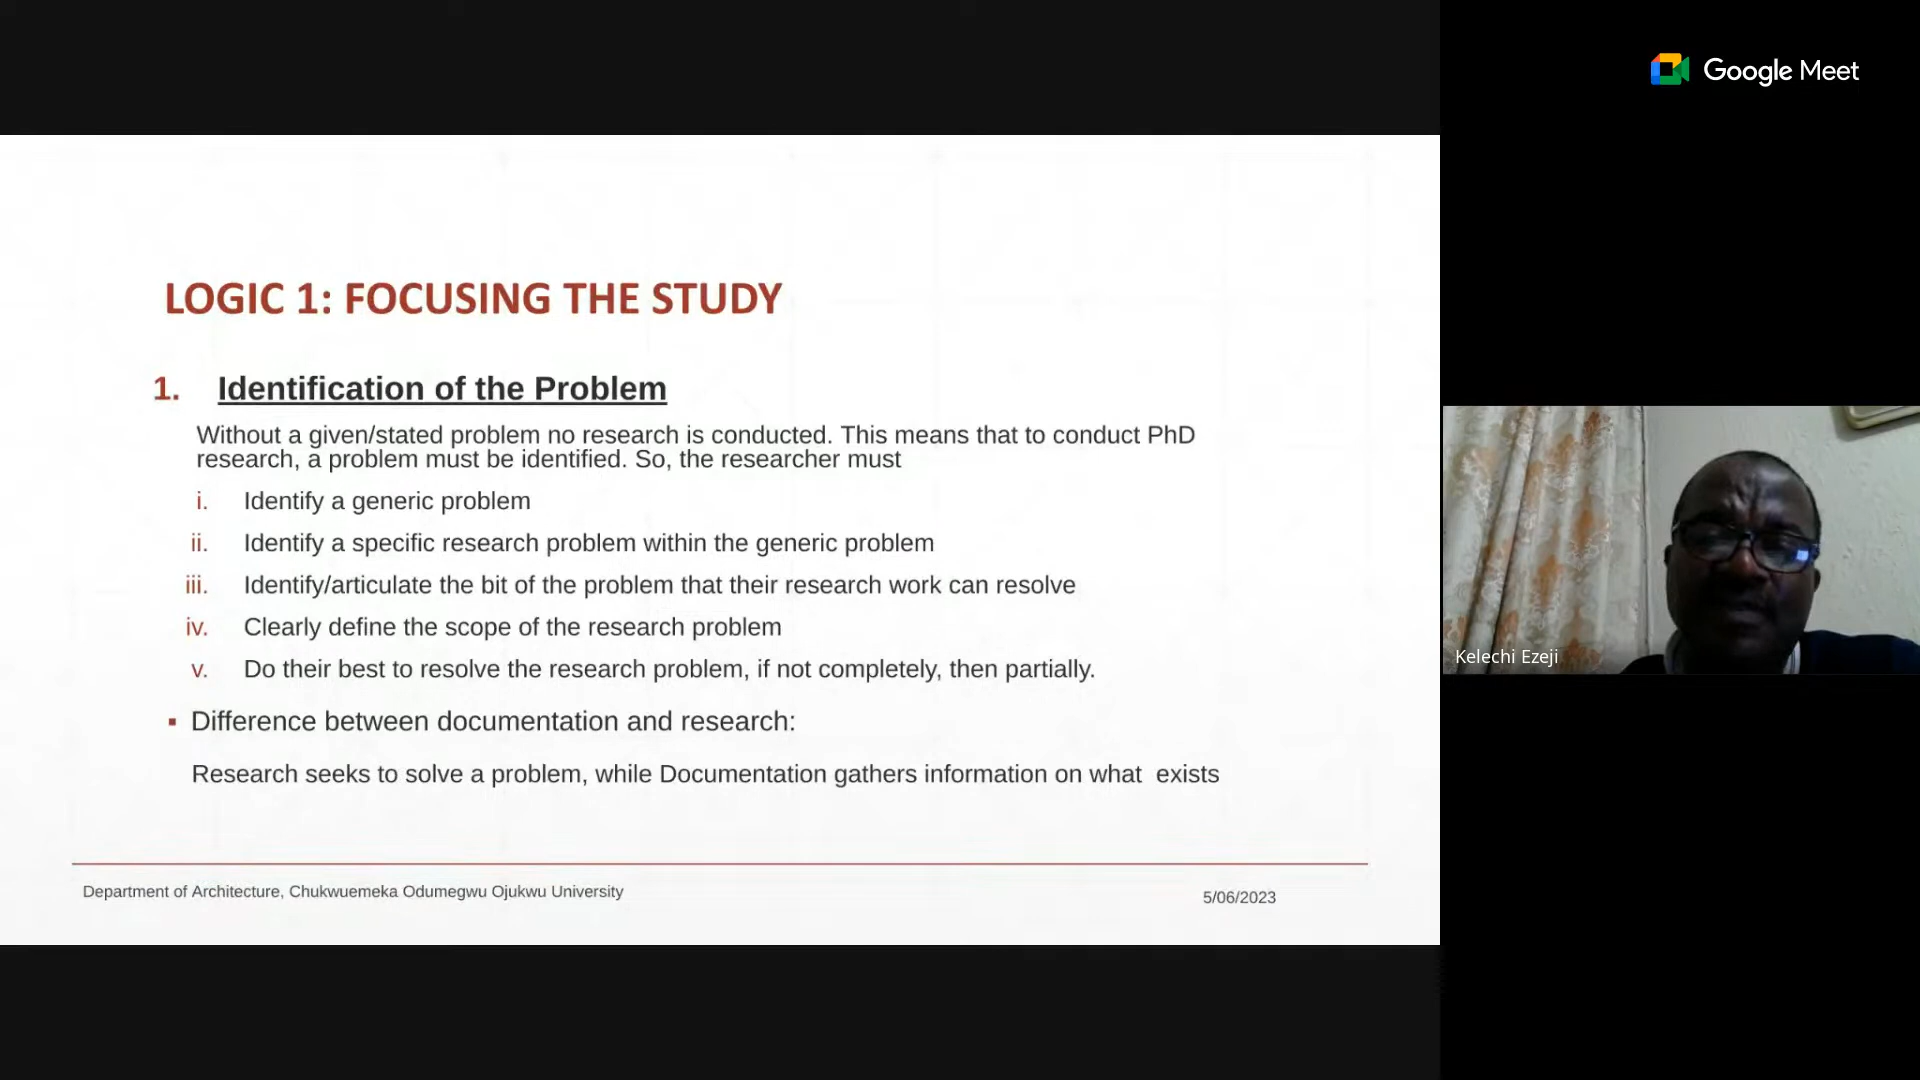 Google Meet
LOGIC 1: FOCUSING THE STUDY
1. Identification of the Problem
Without a given/stated problem no research is conducted. This means that to conduct PhD
research, a problem must be identified. So, the researcher must
i. Identify a generic problem
ii. Identify a specific research problem within the generic problem
iii. Identify/articulate the bit of the problem that their research work can resolve
iv. Clearly define the scope of the research problem
v. Do their best to resolve the research problem, if not completely, then partially.
▪ Difference between documentation and research:
Research seeks to solve a problem, while Documentation gathers information on what exists
Department of Architecture, Chukwuemeka Odumegwu Ojukwu University
5/06/2023
Kelechi Ezeji